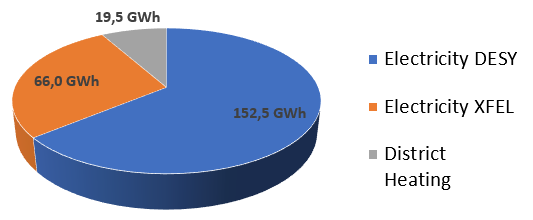 19,5 GWh
66,0 GWh
152,5 GWh
Electricity DESY
Electricity XFEL
District
Heating